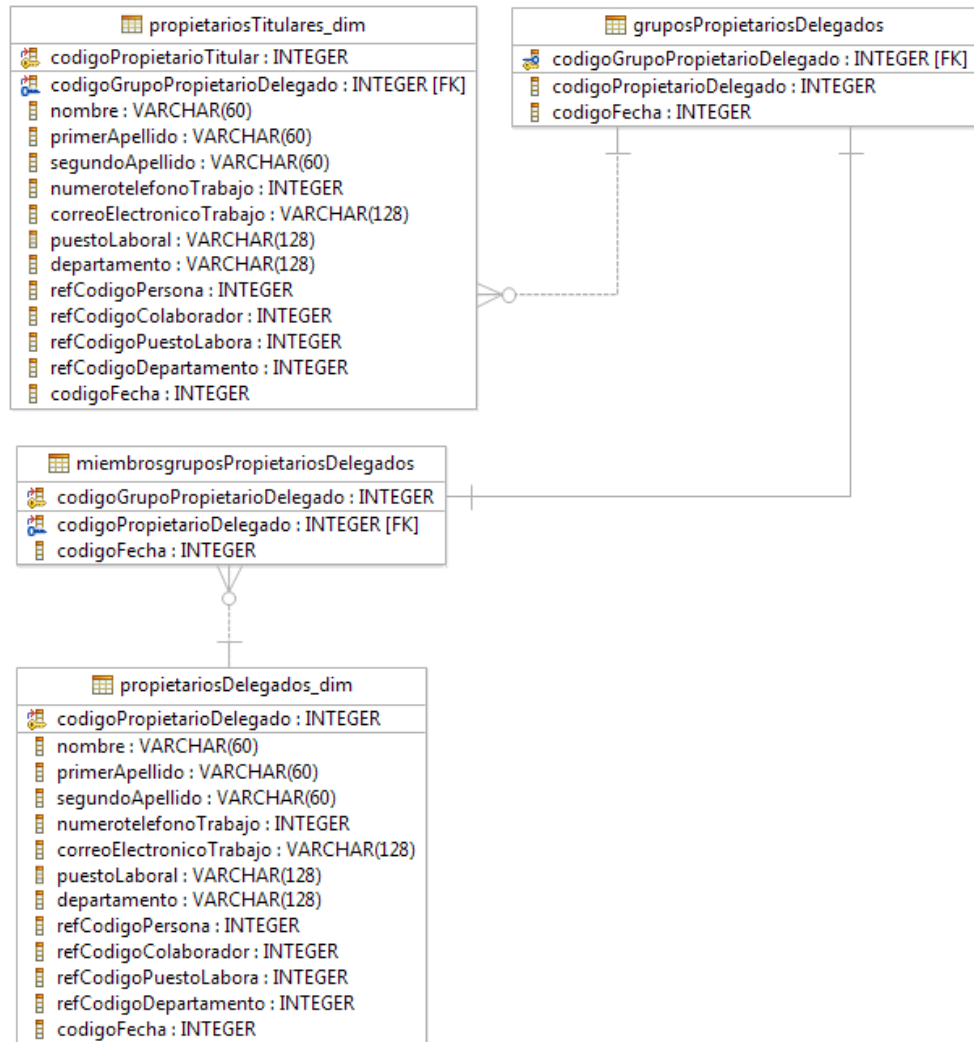 propietariosTitulares_dim
codigoPropietarioTitular : INTEGER
codigoGrupoPropietarioDelegado : INTEGER [FK]
nombre : VARCHAR(60)
primerApellido : VARCHAR(60)
segundoApellido : VARCHAR(60)
numerotelefonoTrabajo : INTEGER
correoElectronicoTrabajo : VARCHAR(128)
puestoLaboral : VARCHAR(128)
departamento : VARCHAR(128)
refCodigoPersona : INTEGER
refCodigoColaborador : INTEGER
refCodigoPuestoLabora : INTEGER
refCodigoDepartamento : INTEGER
codigoFecha : INTEGER
gruposPropietariosDelegados
codigoGrupoPropietarioDelegado : INTEGER [FK]
codigoPropietarioDelegado : INTEGER
codigoFecha : INTEGER
miembrosgruposPropietariosDelegados
codigoGrupoPropietarioDelegado : INTEGER
codigoPropietarioDelegado : INTEGER [FK]
codigoFecha : INTEGER
propietariosDelegados_dim
codigoPropietarioDelegado : INTEGER
nombre : VARCHAR(60)
primerApellido : VARCHAR(60)
segundoApellido : VARCHAR(60)
numerotelefonoTrabajo : INTEGER
correoElectronicoTrabajo : VARCHAR(128)
puestoLaboral : VARCHAR(128)
departamento : VARCHAR(128)
refCodigoPersona : INTEGER
refCodigoColaborador : INTEGER
refCodigoPuestoLabora : INTEGER
refCodigoDepartamento : INTEGER
codigoFecha : INTEGER